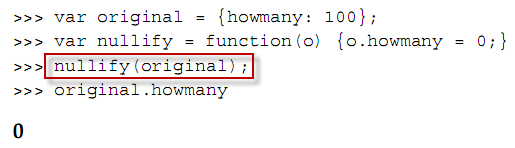 >>> var original = {howmany: 100};
>>> var nullify = function(o) {o.howmany = 0;}
>>> nullify(original);
>>> original.howmany
0